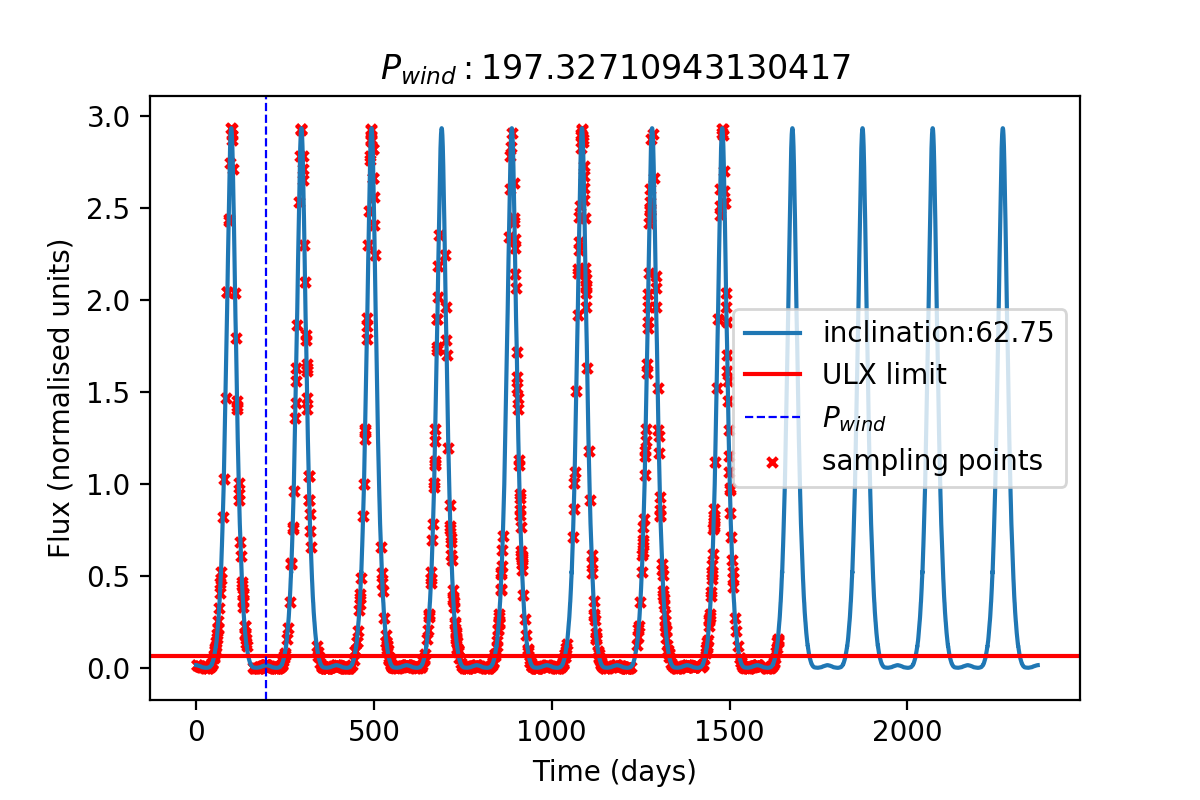 P_wind : 197.32710943130417
3.0
2.5
2.0
1.5
1.0
0.5
0.0
Flux (normalised units)
inclination:62.75
ULX limit
P_wind
sampling points
0 500 1000 1500 2000
Time (days)